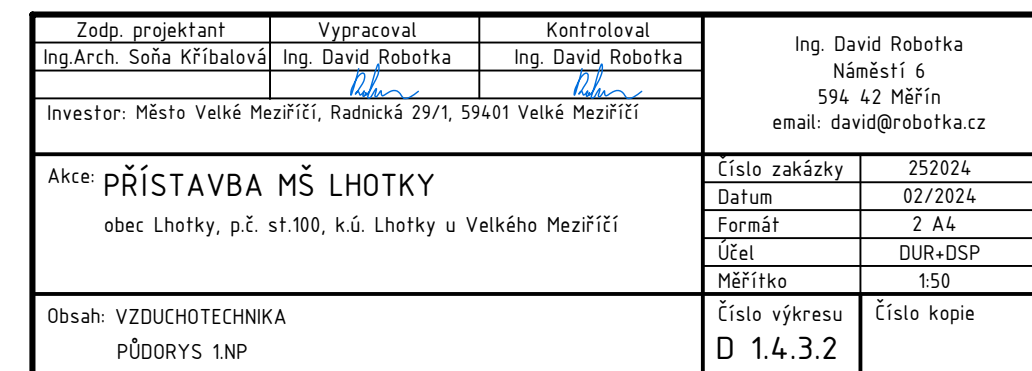 Zodp. projektant Vypracoval Kontroloval
Ing.Arch. Soňa Kříbalová Ing. David Robotka Ing. David Robotka
Investor: Město Velké Meziříčí, Radnická 29/1, 59401 Velké Meziříčí
Ing. David Robotka
Náměstí 6
594 42 Měřín
email: david@robotka.cz
Akce: PŘÍSTAVBA MŠ LHOTKY
obec Lhotky, p.č. st.100, k.ú. Lhotky u Velkého Meziříčí
Číslo zakázky 252024
Datum 02/2024
Formát 2 A4
Účel DUR+DSP
Měřítko 1:50
Obsah: VZDUCHOTECHNIKA
PŮDORYS 1.NP
Číslo výkresu Číslo kopie
D 1.4.3.2